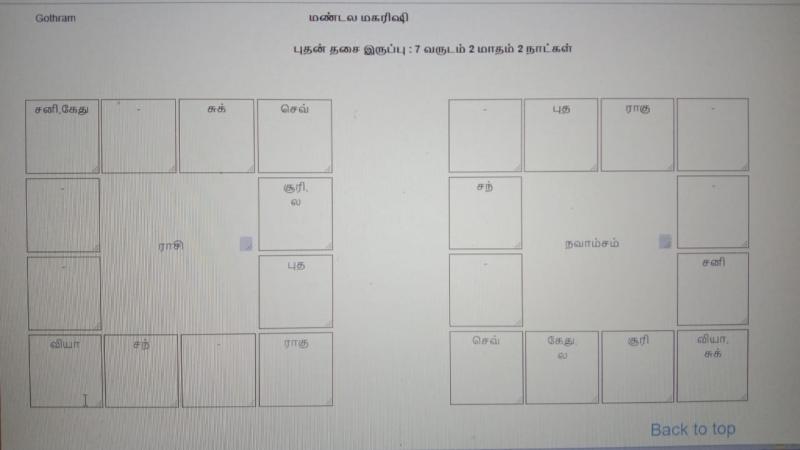 Gothram மண்டல மகரிஷி
புதன் தசை இருப்பு : 7 வருடம் 2 மாதம் 2 நாட்கள்
சனி,கேது - சுக் செவ்
- சூரி,
ல
ராசி
- புத
வியா சந் - ராகு
- புத ராகு -
சந் -
நவாம்சம்
- சனி
செவ் கேது, சூரி வியா,
ல சுக்
Back to top